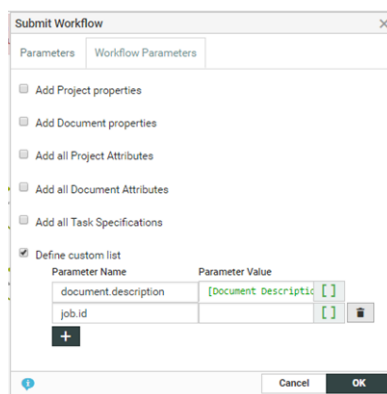 Submit Workflow
Parameters Workflow Parameters
Add Project properties
Add Document properties
Add all Project Attributes
Add all Document Attributes
Add all Task Specifications
Define custom list
Parameter Name Parameter Value
document.description [Document Descriptio []
job.id []
+
Cancel OK